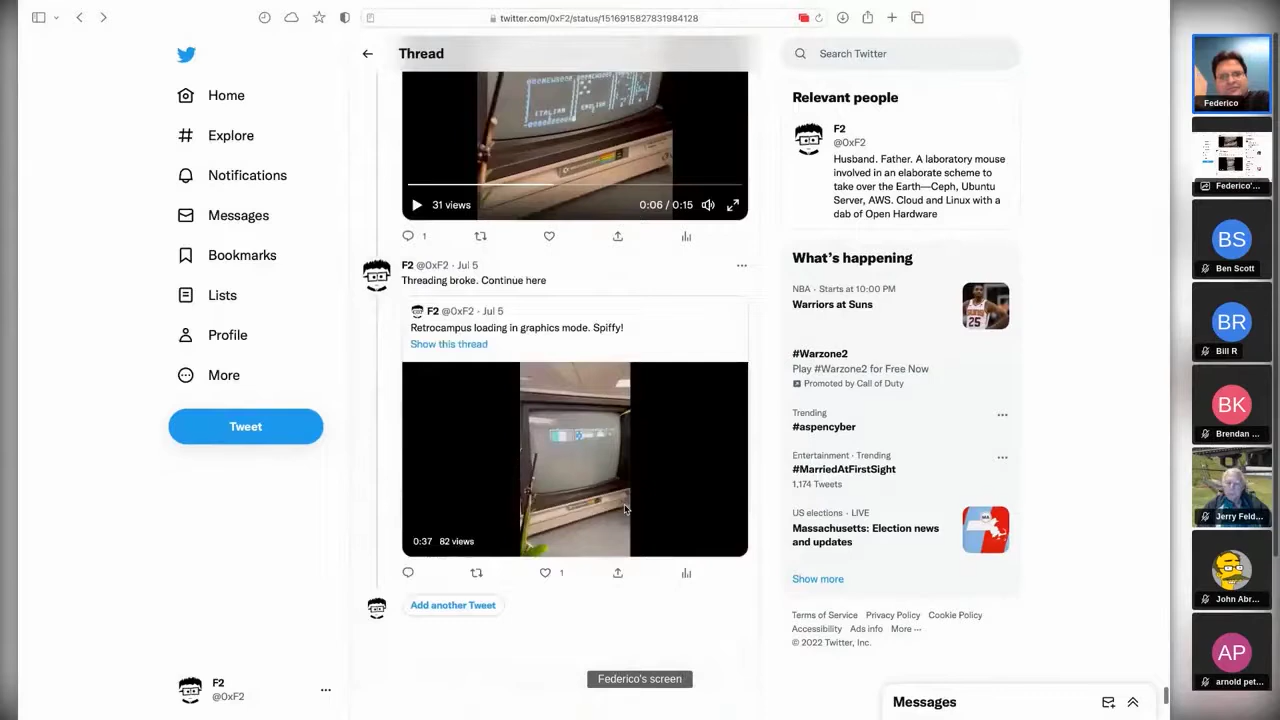 twitter.com/0xF2/status/1516915827831984128
Home
Explore
Notifications
Messages
Bookmarks
Lists
Profile
More
Tweet
F2
@0xF2
Thread
ITALIAN ENGLISH
31 views
0:06 / 0:15
1
F2 @0xF2 · Jul 5
Threading broke. Continue here
F2 @0xF2 · Jul 5
Retrocampus loading in graphics mode. Spiffy!
Show this thread
0:37 82 views
1
Add another Tweet
Federico's screen
Search Twitter
Relevant people
F2
@0xF2
Husband. Father. A laboratory mouse
involved in an elaborate scheme to
take over the Earth—Ceph, Ubuntu
Server, AWS. Cloud and Linux with a
dab of Open Hardware
What's happening
NBA · Starts at 10:00 PM
Warriors at Suns
#Warzone2
Play #Warzone2 for Free Now
Promoted by Call of Duty
Trending
#aspencyber
Entertainment · Trending
#MarriedAtFirstSight
1,174 Tweets
US elections · LIVE
Massachusetts: Election news
and updates
Show more
Terms of Service Privacy Policy Cookie Policy
Accessibility Ads info More ···
© 2022 Twitter, Inc.
Messages
Federico
Federico'...
BS
Ben Scott
BR
Bill R
BK
Brendan ...
Jerry Feld...
John Abr...
AP
arnold pet...